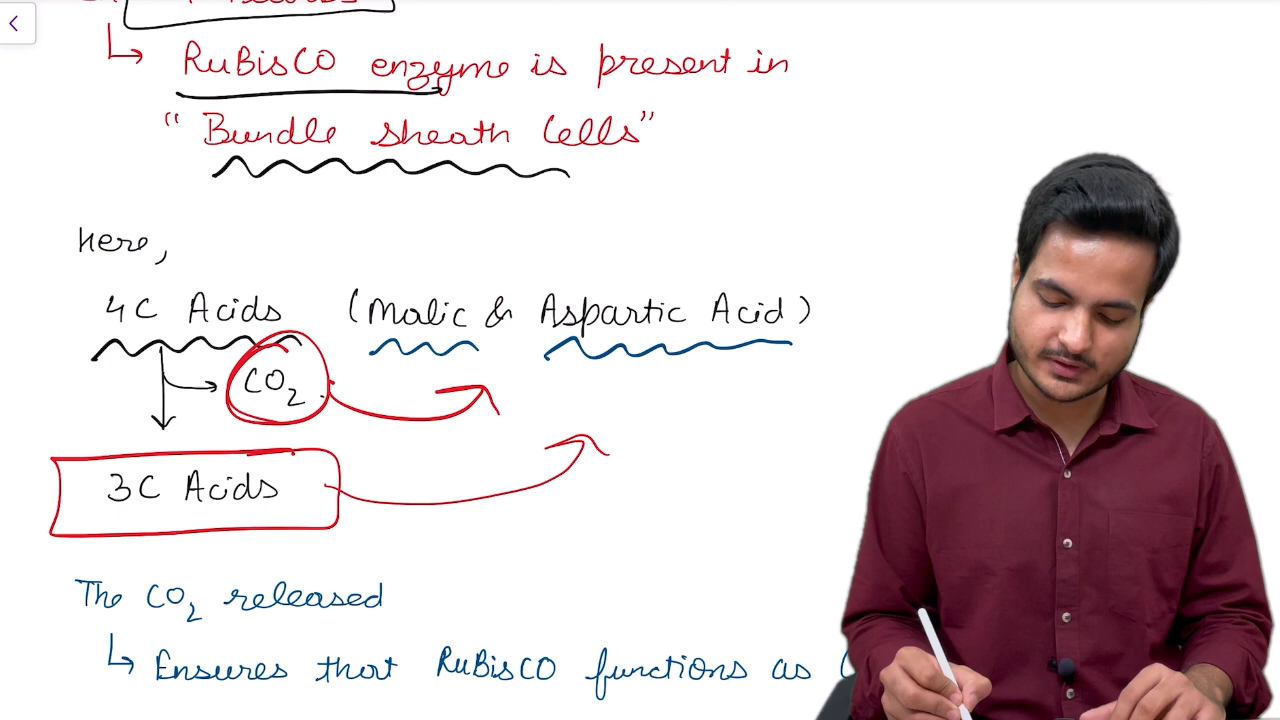 RuBisCO enzyme is present in
"Bundle sheath Cells"
here,
4C Acids (Malic & Aspartic Acid)
CO₂
3C Acids
The CO₂ released
Ensures that RuBisCO functions as